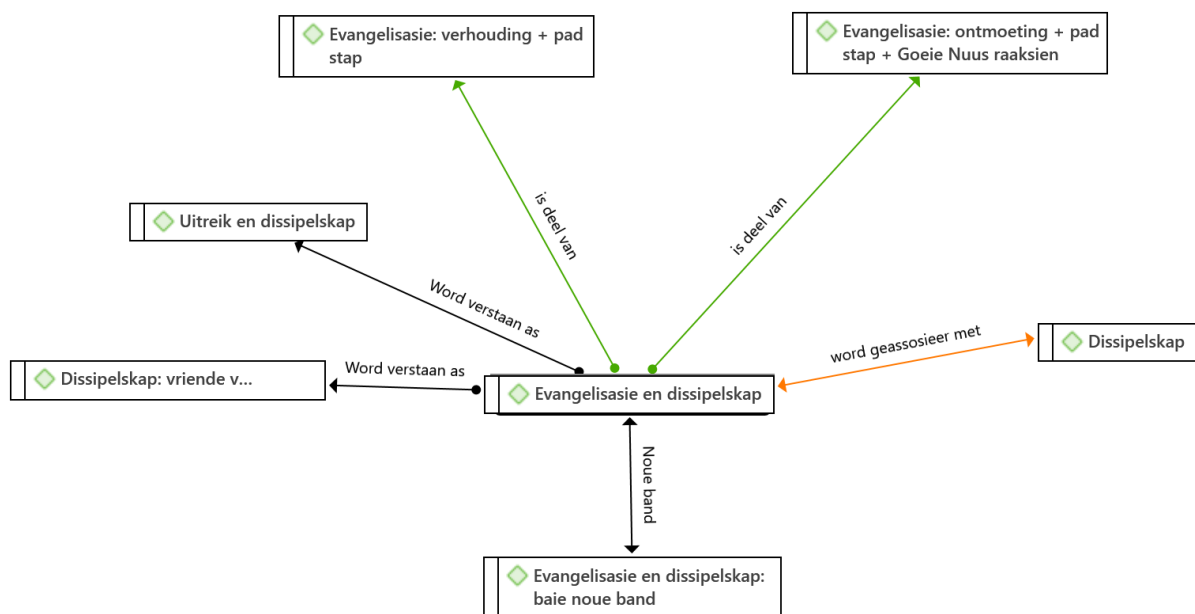 Evangelisasie: verhouding + pad
stap
Evangelisasie: ontmoeting + pad
stap + Goeie Nuus raaksien
is deel van
is deel van
Uitreik en dissipelskap
Word verstaan as
word geassosieer met
Dissipelskap
Dissipelskap: vriende v...
Word verstaan as
Evangelisasie en dissipelskap
Noue band
Evangelisasie en dissipelskap:
baie noue band